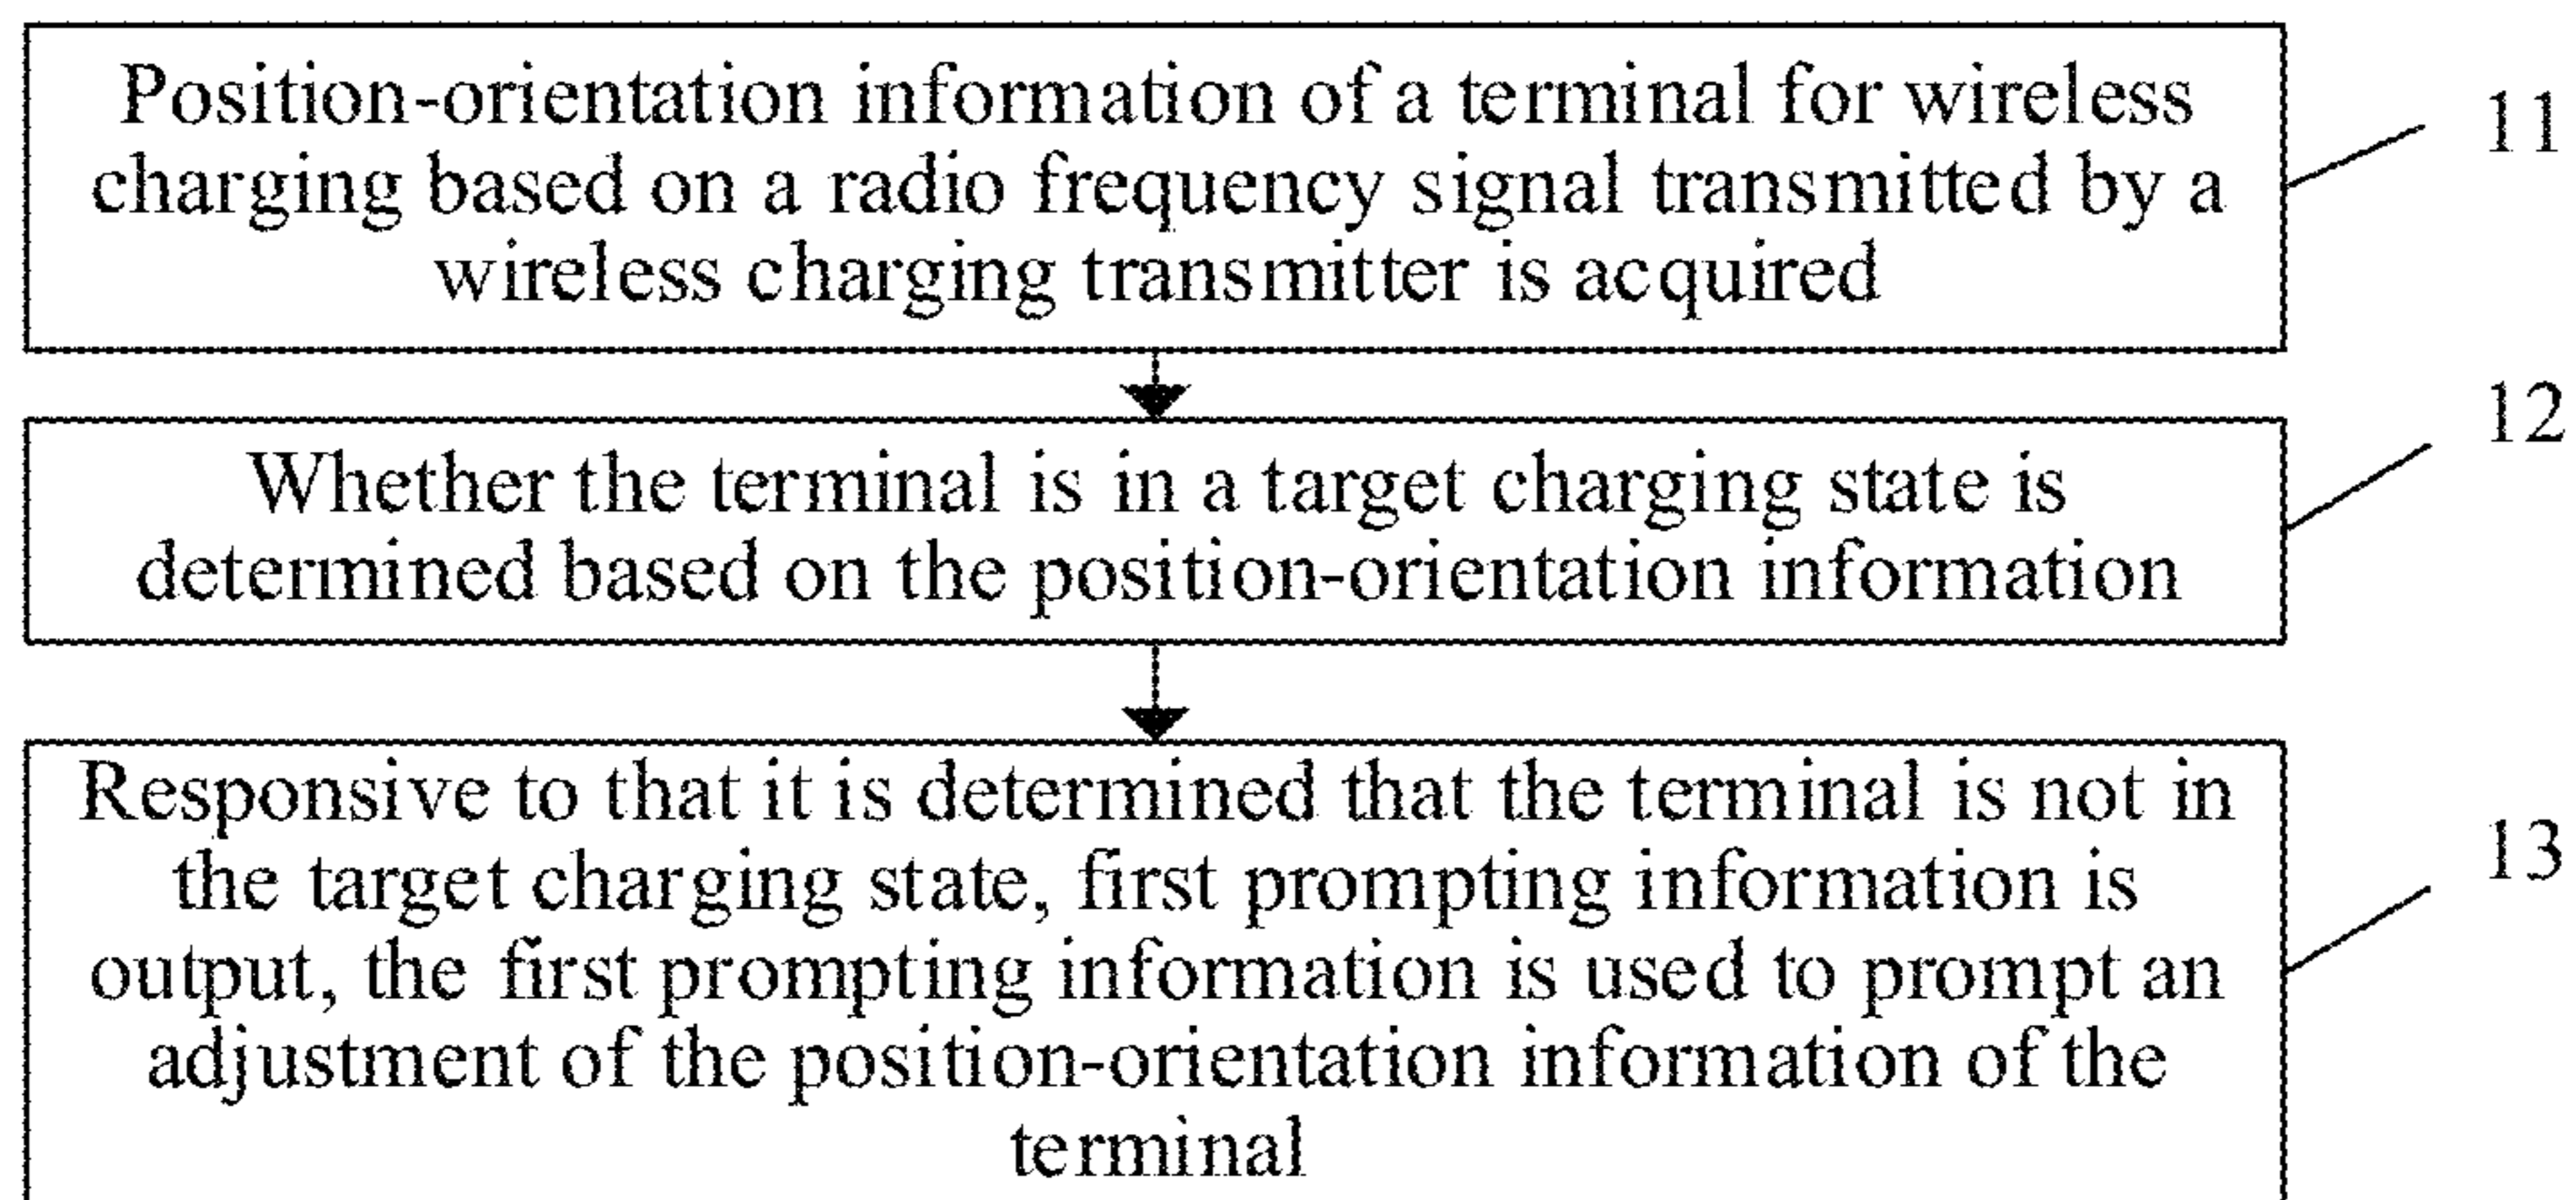 Position-orientation information of a terminal for wireless
charging based on a radio frequency signal transmitted by a
wireless charging transmitter is acquired
11
Whether the terminal is in a target charging state is
determined based on the position-orientation information
12
Responsive to that it is determined that the terminal is not in
the target charging state, first prompting information is
output, the first prompting information is used to prompt an
adjustment of the position-orientation information of the
terminal
13